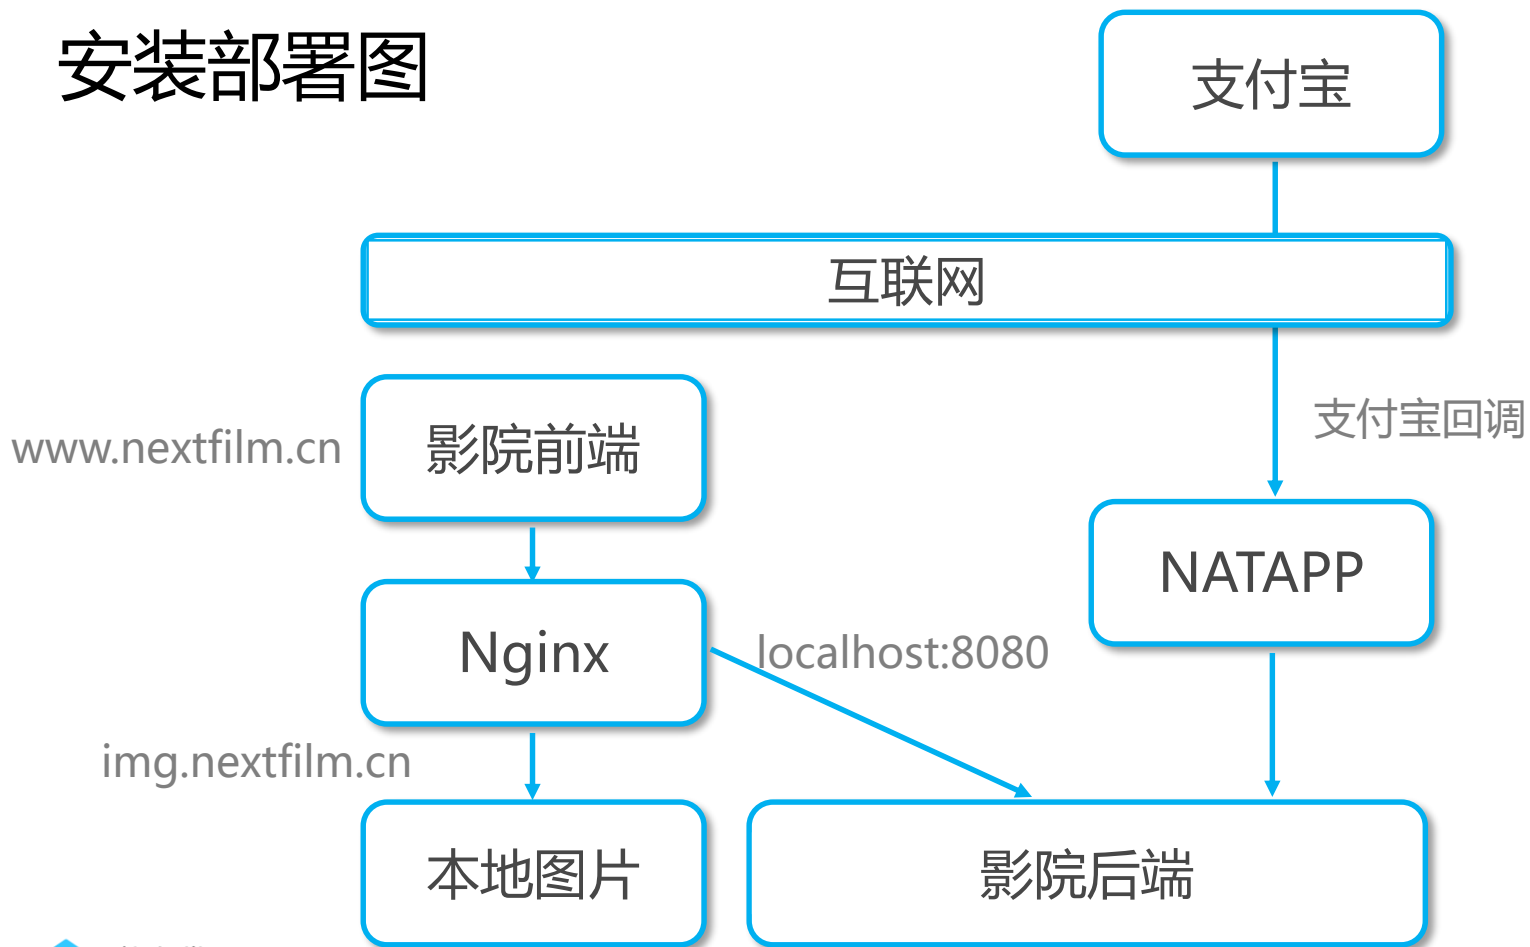 安装部署图
支付宝
互联网
支付宝回调
www.nextfilm.cn
影院前端
NATAPP
Nginx
localhost:8080
img.nextfilm.cn
本地图片
影院后端